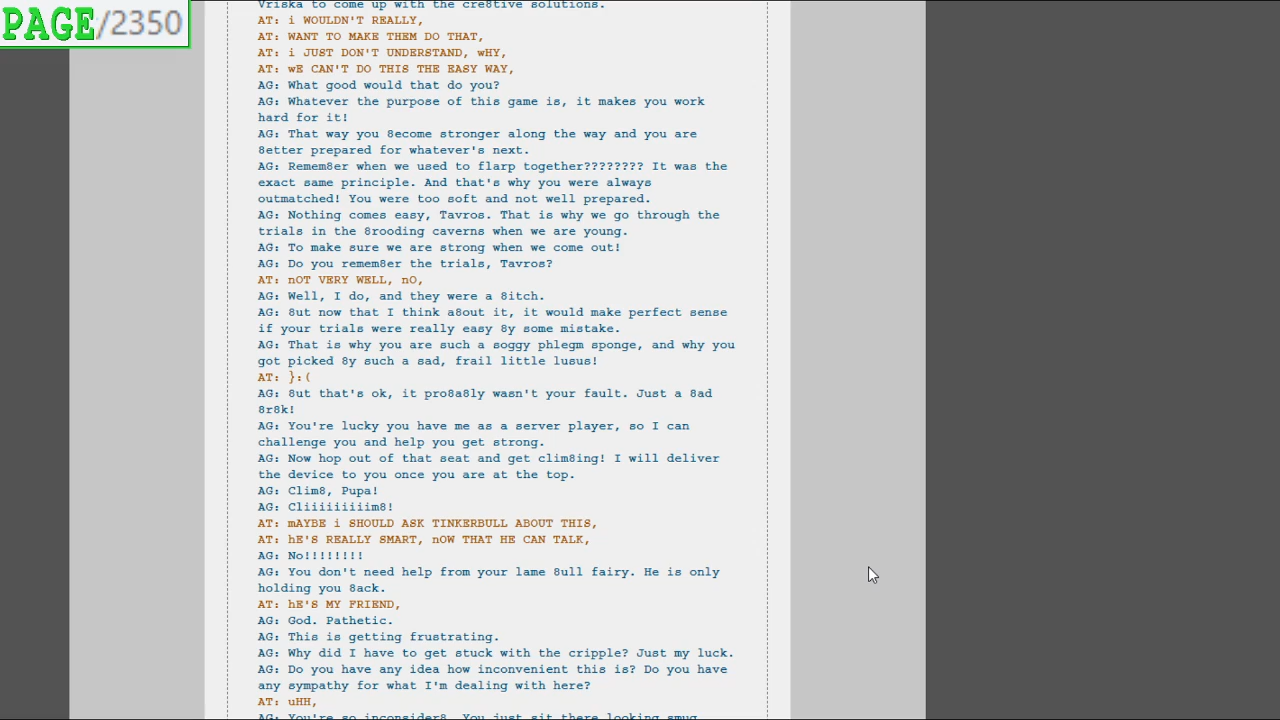 PAGE/2350
Vriska to come up with the cre8tive solutions.
AT: i WOULDN'T REALLY,
AT: WANT TO MAKE THEM DO THAT,
AT: i JUST DON'T UNDERSTAND, wHY,
AT: wE CAN'T DO THIS THE EASY WAY,
AG: What good would that do you?
AG: Whatever the purpose of this game is, it makes you work
hard for it!
AG: That way you 8ecome stronger along the way and you are
8etter prepared for whatever's next.
AG: Remem8er when we used to flarp together???????? It was the
exact same principle. And that's why you were always
outmatched! You were too soft and not well prepared.
AG: Nothing comes easy, Tavros. That is why we go through the
trials in the 8rooding caverns when we are young.
AG: To make sure we are strong when we come out!
AG: Do you remem8er the trials, Tavros?
AT: nOT VERY WELL, nO,
AG: Well, I do, and they were a 8itch.
AG: 8ut now that I think a8out it, it would make perfect sense
if your trials were really easy 8y some mistake.
AG: That is why you are such a soggy phlegm sponge, and why you
got picked 8y such a sad, frail little lusus!
AT: }:(
AG: 8ut that's ok, it pro8a8ly wasn't your fault. Just a 8ad
8r8k!
AG: You're lucky you have me as a server player, so I can
challenge you and help you get strong.
AG: Now hop out of that seat and get clim8ing! I will deliver
the device to you once you are at the top.
AG: Clim8, Pupa!
AG: Cliiiiiiiim8!
AT: mAYBE i SHOULD ASK TINKERBULL ABOUT THIS,
AT: hE'S REALLY SMART, nOW THAT HE CAN TALK,
AG: No!!!!!!!!
AG: You don't need help from your lame 8ull fairy. He is only
holding you 8ack.
AT: hE'S MY FRIEND,
AG: God. Pathetic.
AG: This is getting frustrating.
AG: Why did I have to get stuck with the cripple? Just my luck.
AG: Do you have any idea how inconvenient this is? Do you have
any sympathy for what I'm dealing with here?
AT: uHH,
AG: You're so inconsider8. You just sit there looking smug